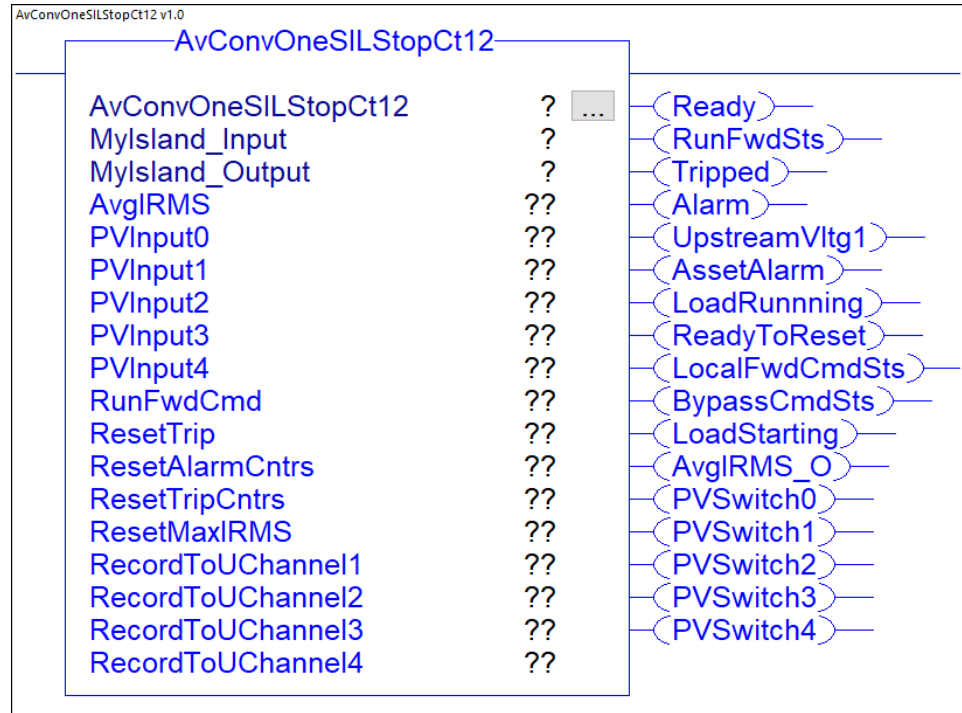 AvConvOneSILStopCt12 v1.0
AvConvOneSILStopCt12
AvConvOneSILStopCt12 ? ... Ready
MyIsland_Input ? RunFwdSts
MyIsland_Output ? Tripped
AvgIRMS ?? Alarm
PVInput0 ?? UpstreamVltg1
PVInput1 ?? AssetAlarm
PVInput2 ?? LoadRunnning
PVInput3 ?? ReadyToReset
PVInput4 ?? LocalFwdCmdSts
RunFwdCmd ?? BypassCmdSts
ResetTrip ?? LoadStarting
ResetAlarmCntrs ?? AvgIRMS_O
ResetTripCntrs ?? PVSwitch0
ResetMaxIRMS ?? PVSwitch1
RecordToUChannel1 ?? PVSwitch2
RecordToUChannel2 ?? PVSwitch3
RecordToUChannel3 ?? PVSwitch4
RecordToUChannel4 ??